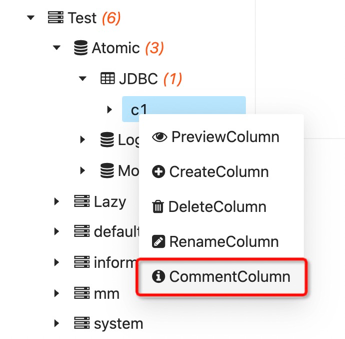 Test (6)
Atomic (3)
JDBC (1)
c1
PreviewColumn
Log
CreateColumn
Mo
DeleteColumn
Lazy
RenameColumn
default
CommentColumn
inform
mm
system